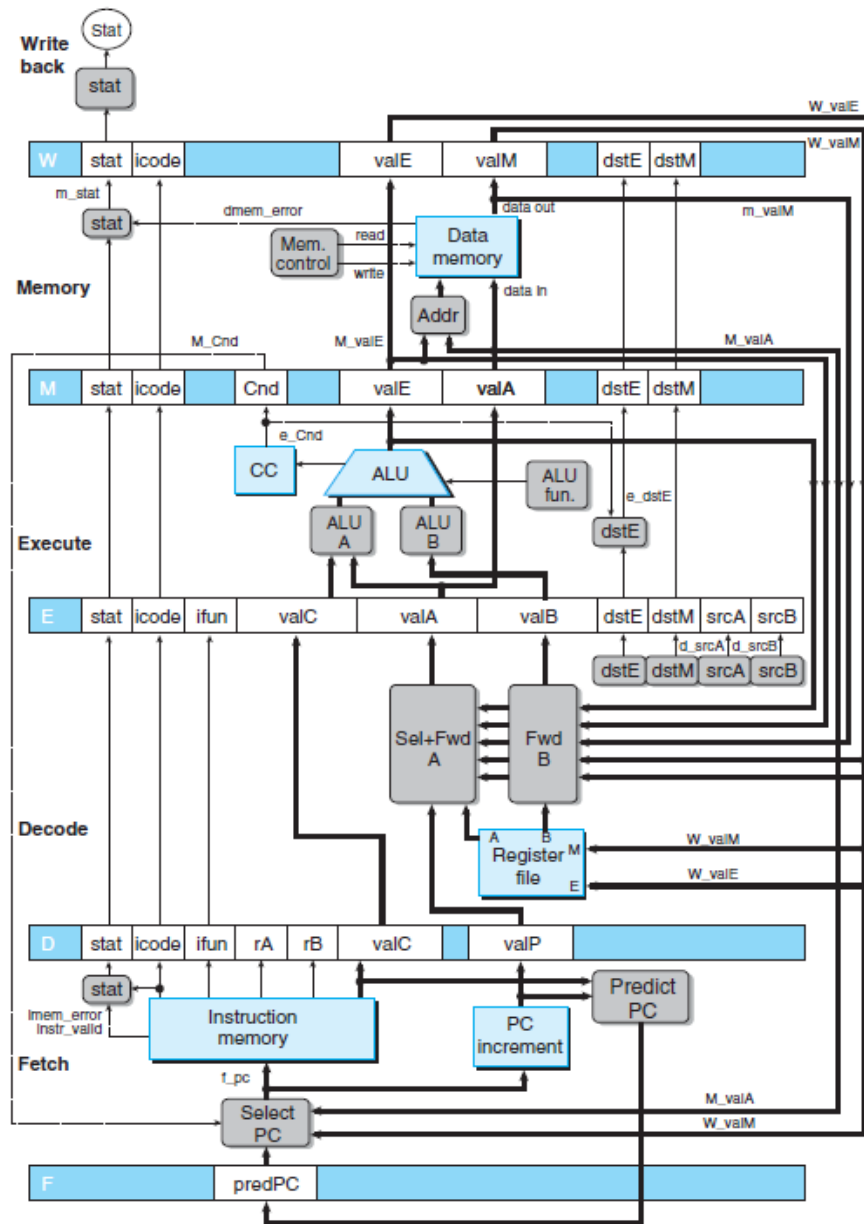 Stat
Write
back
stat
W_valE
W_valM
W
stat
icode
valE
valM
dstE
dstM
m_stat
stat
dmem_error
data out
m_valM
Mem.
control
read
write
Data
memory
Memory
data in
Addr
M_Cnd
M_valE
M_valA
M
stat
icode
Cnd
valE
valA
dstE
dstM
e_Cnd
CC
ALU
ALU
fun.
e_dstE
ALU
A
ALU
B
dstE
Execute
E
stat
icode
ifun
valC
valA
valB
dstE
dstM
srcA
srcB
d_srcA
d_srcB
dstE
dstM
srcA
srcB
Sel+Fwd
A
Fwd
B
Decode
A
B
M
Register
file
E
W_valM
W_valE
D
stat
icode
ifun
rA
rB
valC
valP
stat
Imem_error
Instr_valid
Instruction
memory
PC
increment
Predict
PC
Fetch
f_pc
Select
PC
M_valA
W_valM
F
predPC